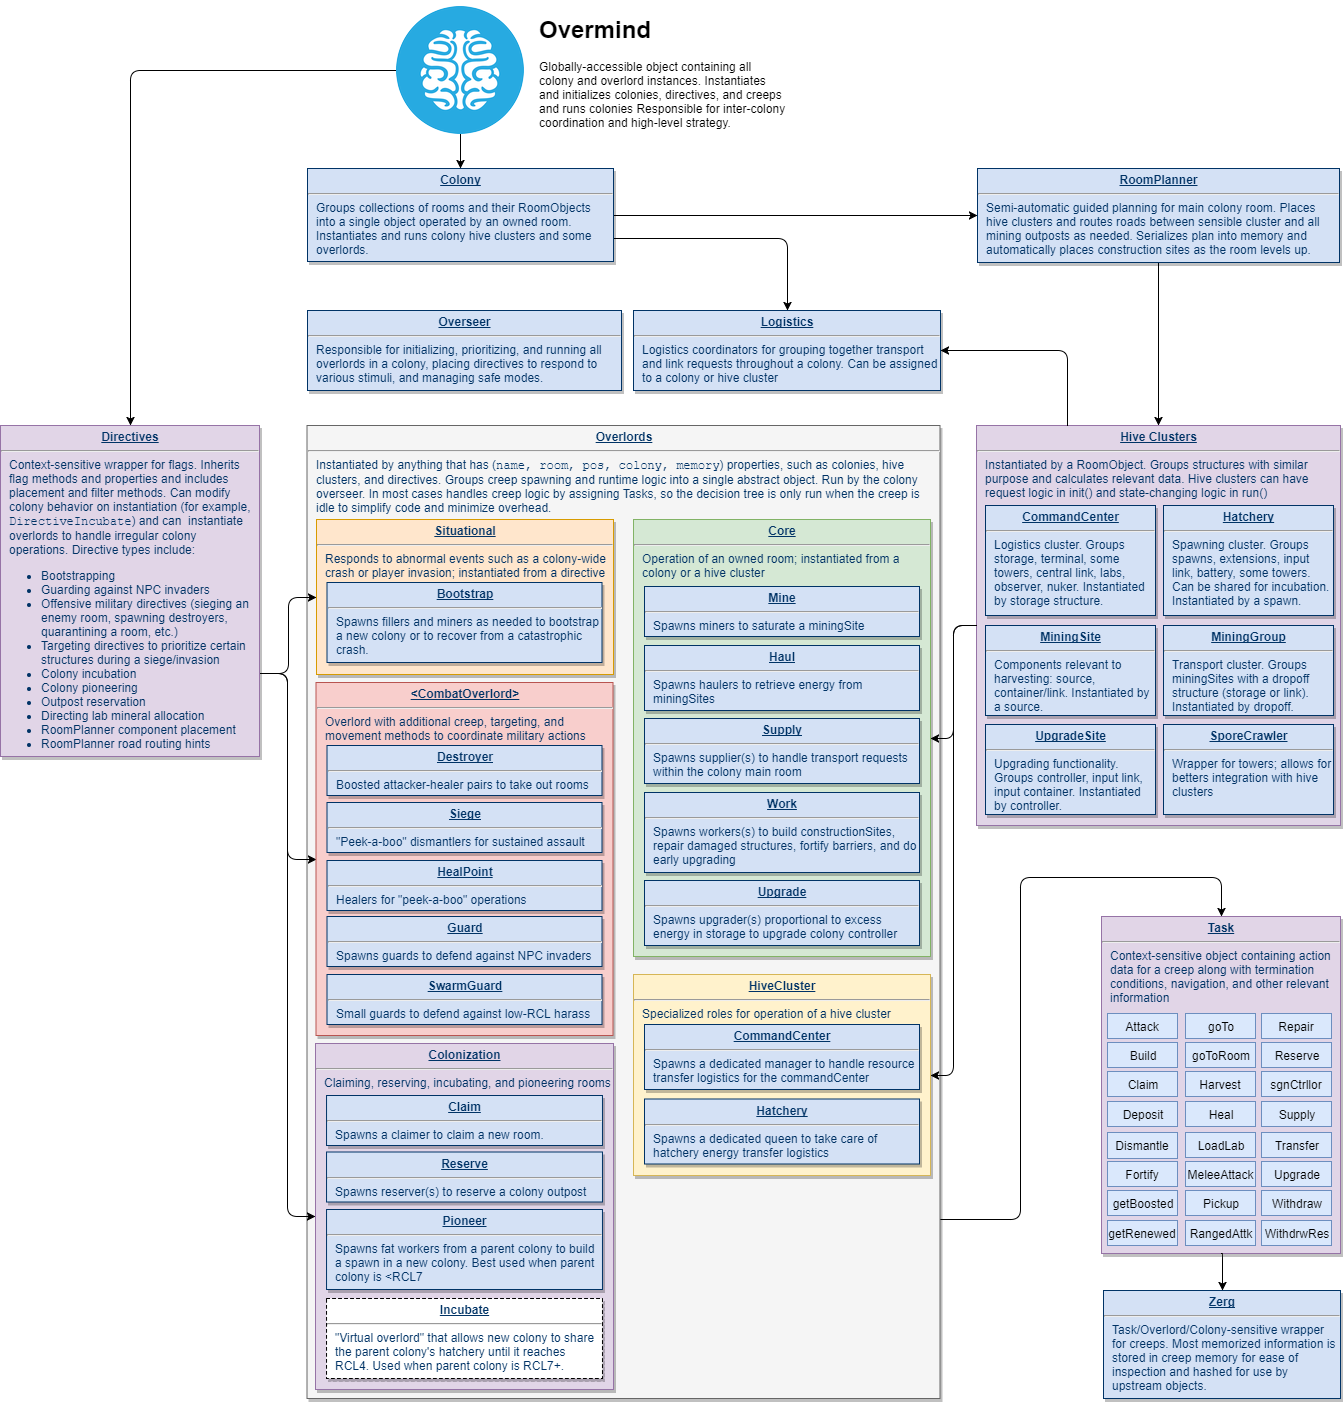 Overmind
Globally-accessible object containing all
colony and overlord instances. Instantiates
and initializes colonies, directives, and creeps
and runs colonies Responsible for inter-colony
coordination and high-level strategy.
Colony
Groups collections of rooms and their RoomObjects
into a single object operated by an owned room.
Instantiates and runs colony hive clusters and some
overlords.
RoomPlanner
Semi-automatic guided planning for main colony room. Places
hive clusters and routes roads between sensible cluster and all
mining outposts as needed. Serializes plan into memory and
automatically places construction sites as the room levels up.
Overseer
Responsible for initializing, prioritizing, and running all
overlords in a colony, placing directives to respond to
various stimuli, and managing safe modes.
Logistics
Logistics coordinators for grouping together transport
and link requests throughout a colony. Can be assigned
to a colony or hive cluster
Directives
Context-sensitive wrapper for flags. Inherits
flag methods and properties and includes
placement and filter methods. Can modify
colony behavior on instantiation (for example,
DirectiveIncubate) and can instantiate
overlords to handle irregular colony
operations. Directive types include:
• Bootstrapping
• Guarding against NPC invaders
• Offensive military directives (sieging an
enemy room, spawning destroyers,
quarantining a room, etc.)
• Targeting directives to prioritize certain
structures during a siege/invasion
• Colony incubation
• Colony pioneering
• Outpost reservation
• Directing lab mineral allocation
• RoomPlanner component placement
• RoomPlanner road routing hints
Overlords
Instantiated by anything that has (name, room, pos, colony, memory) properties, such as colonies, hive
clusters, and directives. Groups creep spawning and runtime logic into a single abstract object. Run by the colony
overseer. In most cases handles creep logic by assigning Tasks, so the decision tree is only run when the creep is
idle to simplify code and minimize overhead.
Situational
Responds to abnormal events such as a colony-wide
crash or player invasion; instantiated from a directive
Bootstrap
Spawns fillers and miners as needed to bootstrap
a new colony or to recover from a catastrophic
crash.
<CombatOverlord>
Overlord with additional creep, targeting, and
movement methods to coordinate military actions
Destroyer
Boosted attacker-healer pairs to take out rooms
Siege
"Peek-a-boo" dismantlers for sustained assault
HealPoint
Healers for "peek-a-boo" operations
Guard
Spawns guards to defend against NPC invaders
SwarmGuard
Small guards to defend against low-RCL harass
Colonization
Claiming, reserving, incubating, and pioneering rooms
Claim
Spawns a claimer to claim a new room.
Reserve
Spawns reserver(s) to reserve a colony outpost
Pioneer
Spawns fat workers from a parent colony to build
a spawn in a new colony. Best used when parent
colony is <RCL7
Incubate
"Virtual overlord" that allows new colony to share
the parent colony's hatchery until it reaches
RCL4. Used when parent colony is RCL7+.
Core
Operation of an owned room; instantiated from a
colony or a hive cluster
Mine
Spawns miners to saturate a miningSite
Haul
Spawns haulers to retrieve energy from
miningSites
Supply
Spawns supplier(s) to handle transport requests
within the colony main room
Work
Spawns workers(s) to build constructionSites,
repair damaged structures, fortify barriers, and do
early upgrading
Upgrade
Spawns upgrader(s) proportional to excess
energy in storage to upgrade colony controller
HiveCluster
Specialized roles for operation of a hive cluster
CommandCenter
Spawns a dedicated manager to handle resource
transfer logistics for the commandCenter
Hatchery
Spawns a dedicated queen to take care of
hatchery energy transfer logistics
Hive Clusters
Instantiated by a RoomObject. Groups structures with similar
purpose and calculates relevant data. Hive clusters can have
request logic in init() and state-changing logic in run()
CommandCenter
Logistics cluster. Groups
storage, terminal, some
towers, central link, labs,
observer, nuker. Instantiated
by storage structure.
Hatchery
Spawning cluster. Groups
spawns, extensions, input
link, battery, some towers.
Can be shared for incubation.
Instantiated by a spawn.
MiningSite
Components relevant to
harvesting: source,
container/link. Instantiated by
a source.
MiningGroup
Transport cluster. Groups
miningSites with a dropoff
structure (storage or link).
Instantiated by dropoff.
UpgradeSite
Upgrading functionality.
Groups controller, input link,
input container. Instantiated
by controller.
SporeCrawler
Wrapper for towers; allows for
betters integration with hive
clusters
Task
Context-sensitive object containing action
data for a creep along with termination
conditions, navigation, and other relevant
information
Attack goTo Repair
Build goToRoom Reserve
Claim Harvest sgnCtrllor
Deposit Heal Supply
Dismantle LoadLab Transfer
Fortify MeleeAttack Upgrade
getBoosted Pickup Withdraw
getRenewed RangedAttk WithdrwRes
Zerg
Task/Overlord/Colony-sensitive wrapper
for creeps. Most memorized information is
stored in creep memory for ease of
inspection and hashed for use by
upstream objects.